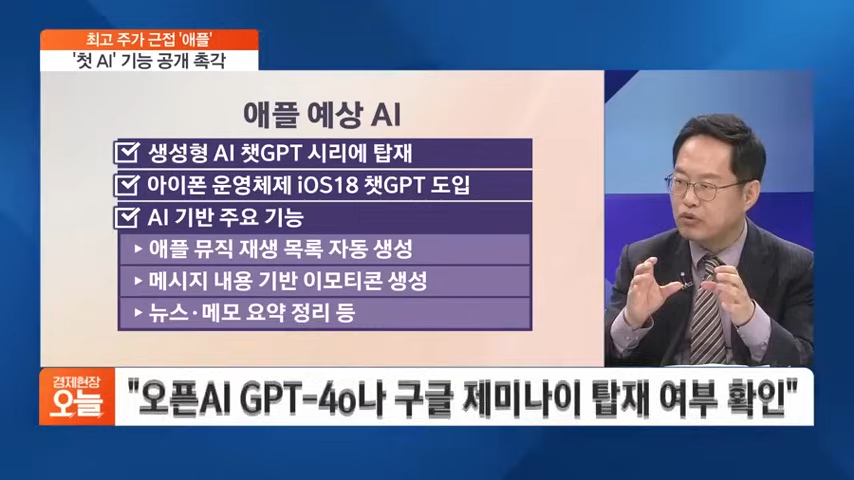 최고 주가 근접 '애플'
'첫 AI' 기능 공개 촉각
애플 예상 AI
생성형 AI 챗GPT 시리에 탑재
아이폰 운영체제 iOS18 챗GPT 도입
AI 기반 주요 기능
애플 뮤직 재생 목록 자동 생성
메시지 내용 기반 이모티콘 생성
뉴스·메모 요약 정리 등
경제현장
오늘
"오픈AI GPT-4o나 구글 제미나이 탑재 여부 확인"